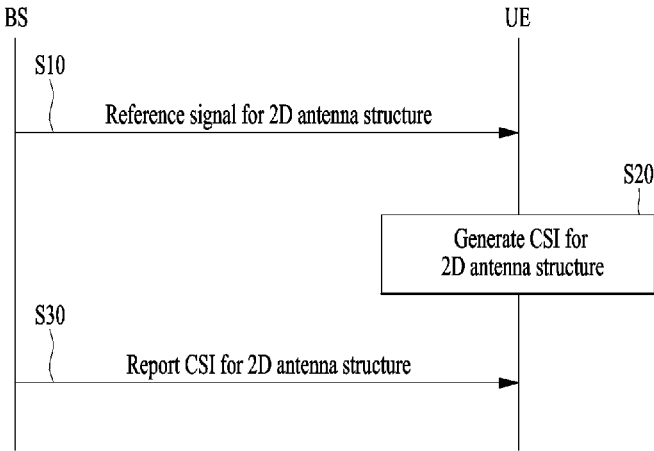 BS
UE
S10
Reference signal for 2D antenna structure
S20
Generate CSI for
2D antenna structure
S30
Report CSI for 2D antenna structure